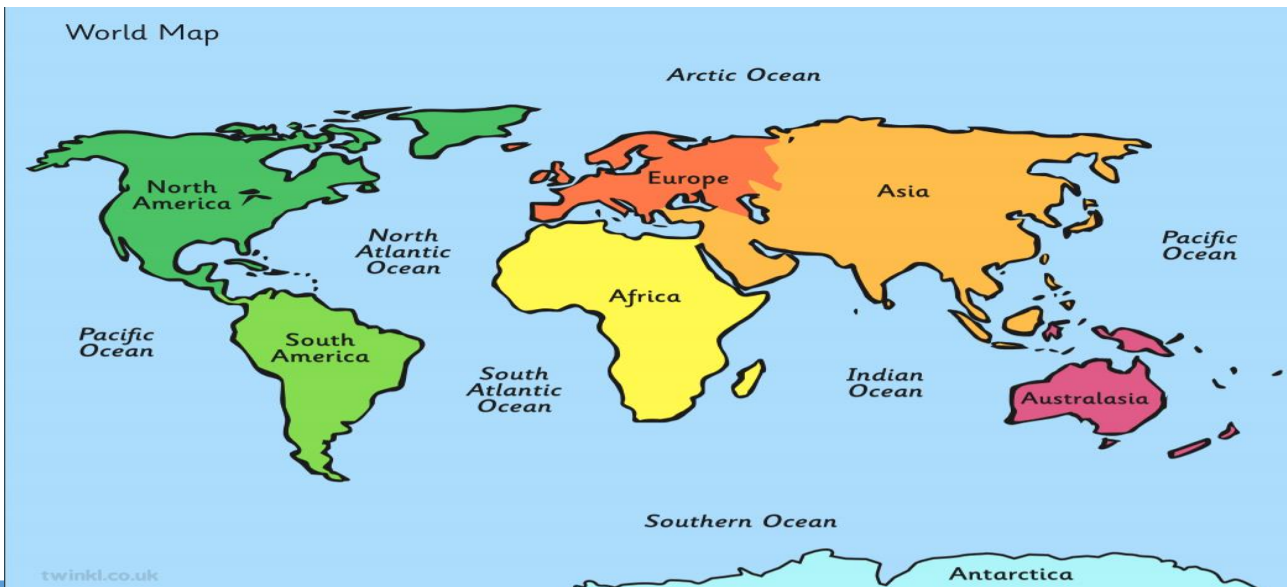 World Map
Arctic Ocean
North
America
Europe
Asia
North
Atlantic
Ocean
Pacific
Ocean
Africa
Pacific
Ocean
South
America
South
Atlantic
Ocean
Indian
Ocean
Australasia
Southern Ocean
Antarctica
twinkl.co.uk